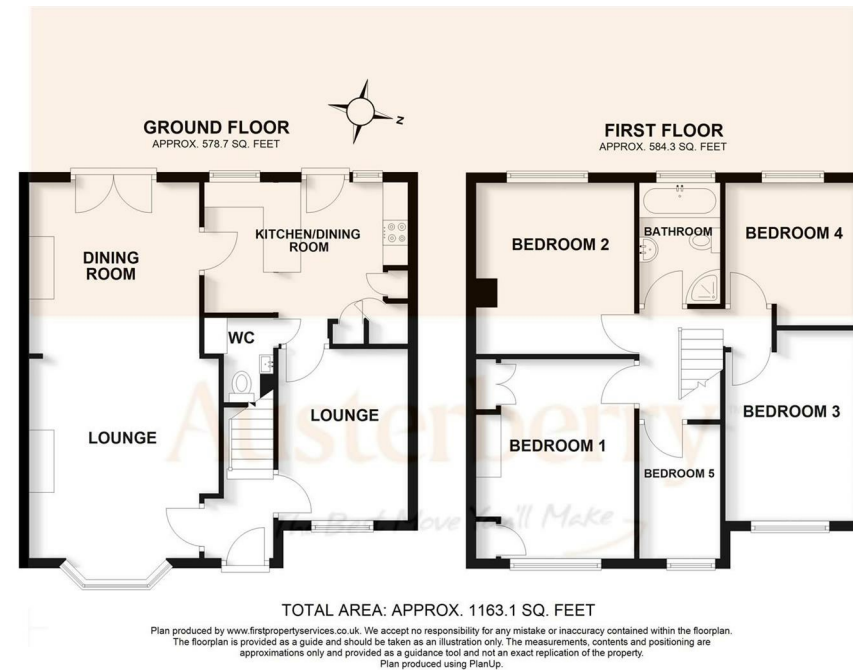 GROUND FLOOR
APPROX. 578.7 SQ. FEET
N
FIRST FLOOR
APPROX. 584.3 SQ. FEET
DINING
ROOM
KITCHEN/DINING
ROOM
WC
LOUNGE
LOUNGE
BEDROOM 2
BATHROOM
BEDROOM 4
BEDROOM 1
BEDROOM 5
BEDROOM 3
Austerberry
The Best Move You'll Make
TOTAL AREA: APPROX. 1163.1 SQ. FEET
Plan produced by www.firstpropertyservices.co.uk. We accept no responsibility for any mistake or inaccuracy contained within the floorplan.
The floorplan is provided as a guide and should be taken as an illustration only. The measurements, contents and positioning are
approximations only and provided as a guidance tool and not an exact replication of the property.
Plan produced using PlanUp.